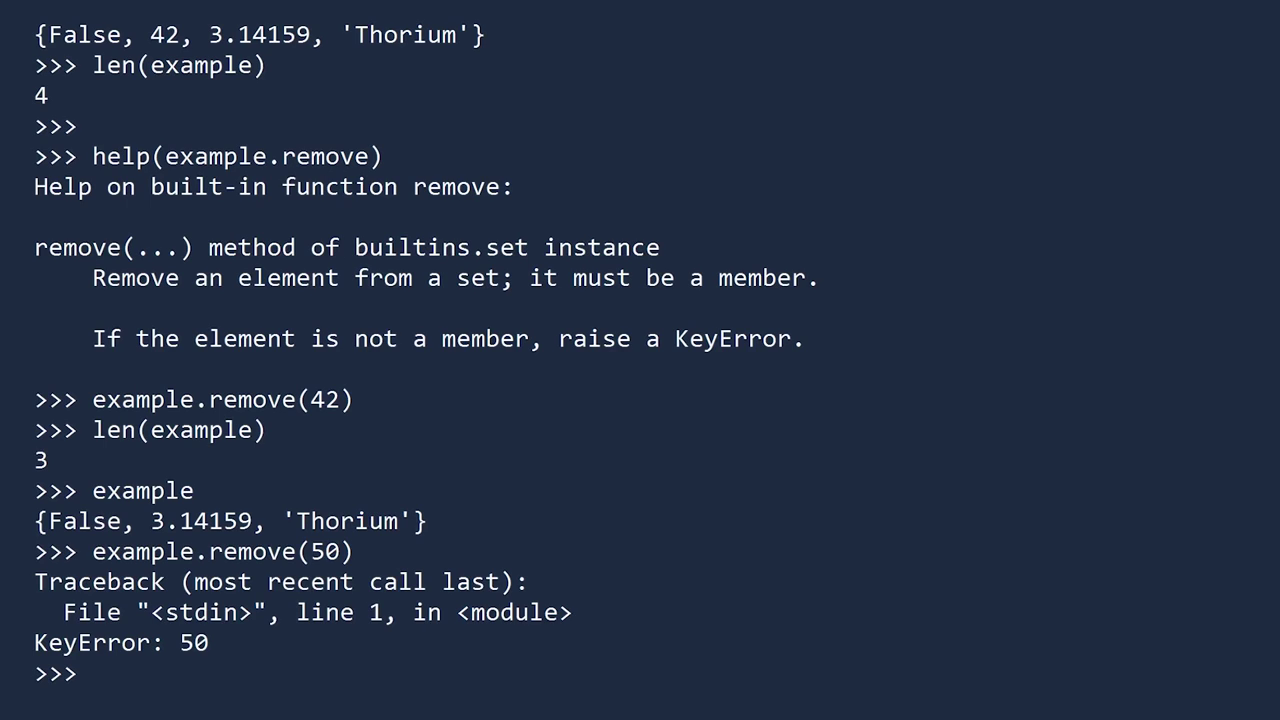 {False, 42, 3.14159, 'Thorium'}
>>> len(example)
4
>>>
>>> help(example.remove)
Help on built-in function remove:
remove(...) method of builtins.set instance
    Remove an element from a set; it must be a member.
    If the element is not a member, raise a KeyError.
>>> example.remove(42)
>>> len(example)
3
>>> example
{False, 3.14159, 'Thorium'}
>>> example.remove(50)
Traceback (most recent call last):
  File "<stdin>", line 1, in <module>
KeyError: 50
>>>